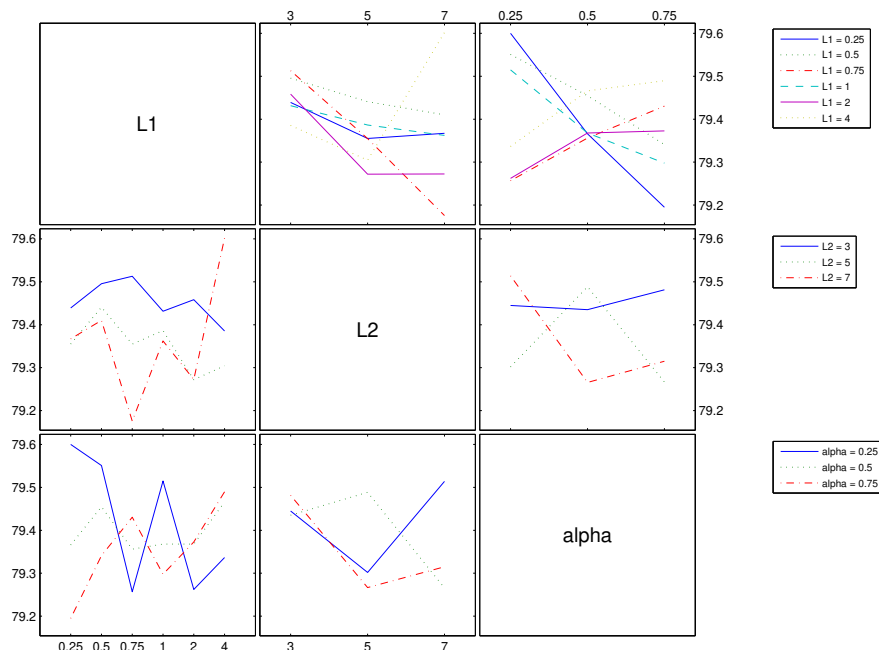 3 5 7 0.25 0.5 0.75
L1
79.6
79.5
79.4
79.3
79.2
L1 = 0.25
L1 = 0.5
L1 = 0.75
L1 = 1
L1 = 2
L1 = 4
79.6
79.5
79.4
79.3
79.2
L2
79.6
79.5
79.4
79.3
79.2
L2 = 3
L2 = 5
L2 = 7
79.6
79.5
79.4
79.3
79.2
alpha
alpha = 0.25
alpha = 0.5
alpha = 0.75
0.25 0.5 0.75 1 2 4 3 5 7